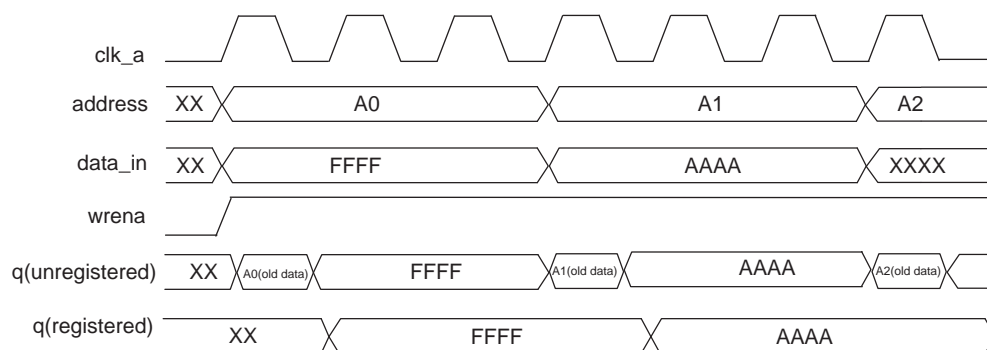 clk_a
address XX A0 A1 A2
data_in XX FFFF AAAA XXXX
wrena
q(unregistered) XX A0(old data) FFFF A1(old data) AAAA A2(old data)
q(registered) XX FFFF AAAA